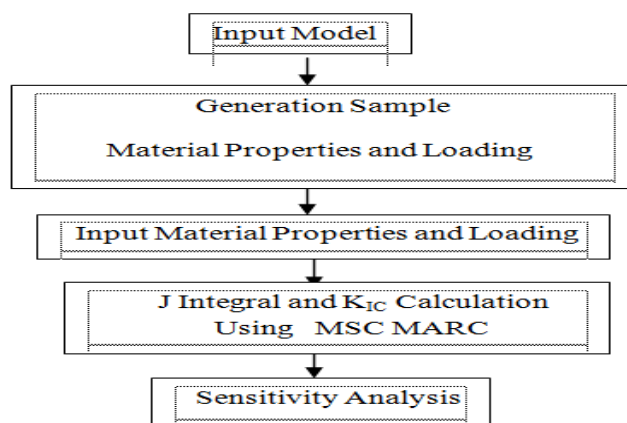 Input Model
Generation Sample
Material Properties and Loading
Input Material Properties and Loading
J Integral and KIC Calculation
Using MSC MARC
Sensitivity Analysis